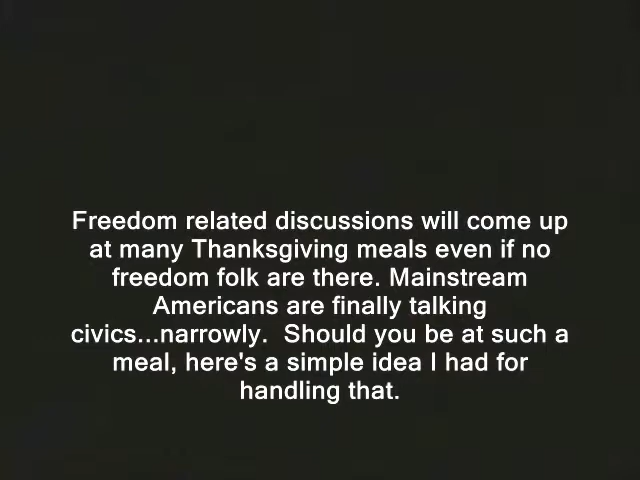 Freedom related discussions will come up
at many Thanksgiving meals even if no
freedom folk are there. Mainstream
Americans are finally talking
civics...narrowly.  Should you be at such a
meal, here's a simple idea I had for
handling that.